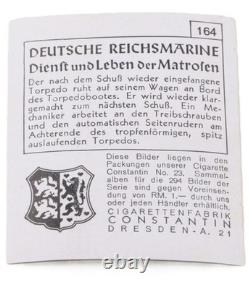 164
DEUTSCHE REICHSMARINE
Dienst und Leben der Matrosen
Der nach dem Schuß wieder eingefangene
Torpedo ruht auf seinem Wagen an Bord
des Torpedobootes. Er wird wieder klar-
gemacht zum nächsten Schuß. Ein Me-
chaniker arbeitet an den Treibschrauben
und den automatischen Seitenrudern am
Achterende des tropfenförmigen, spitz
auslaufenden Torpedos.
Diese Bilder liegen in den
Packungen unserer Cigarette
Constantin No. 23. Sammel-
alben für die 294 Bilder der
Serie sind gegen Voreinsen-
dung von RM. 1.— durch uns
oder jeden Händler erhältlich.
CIGARETTENFABRIK
CONSTANTIN
DRESDEN-A. 21
ebay